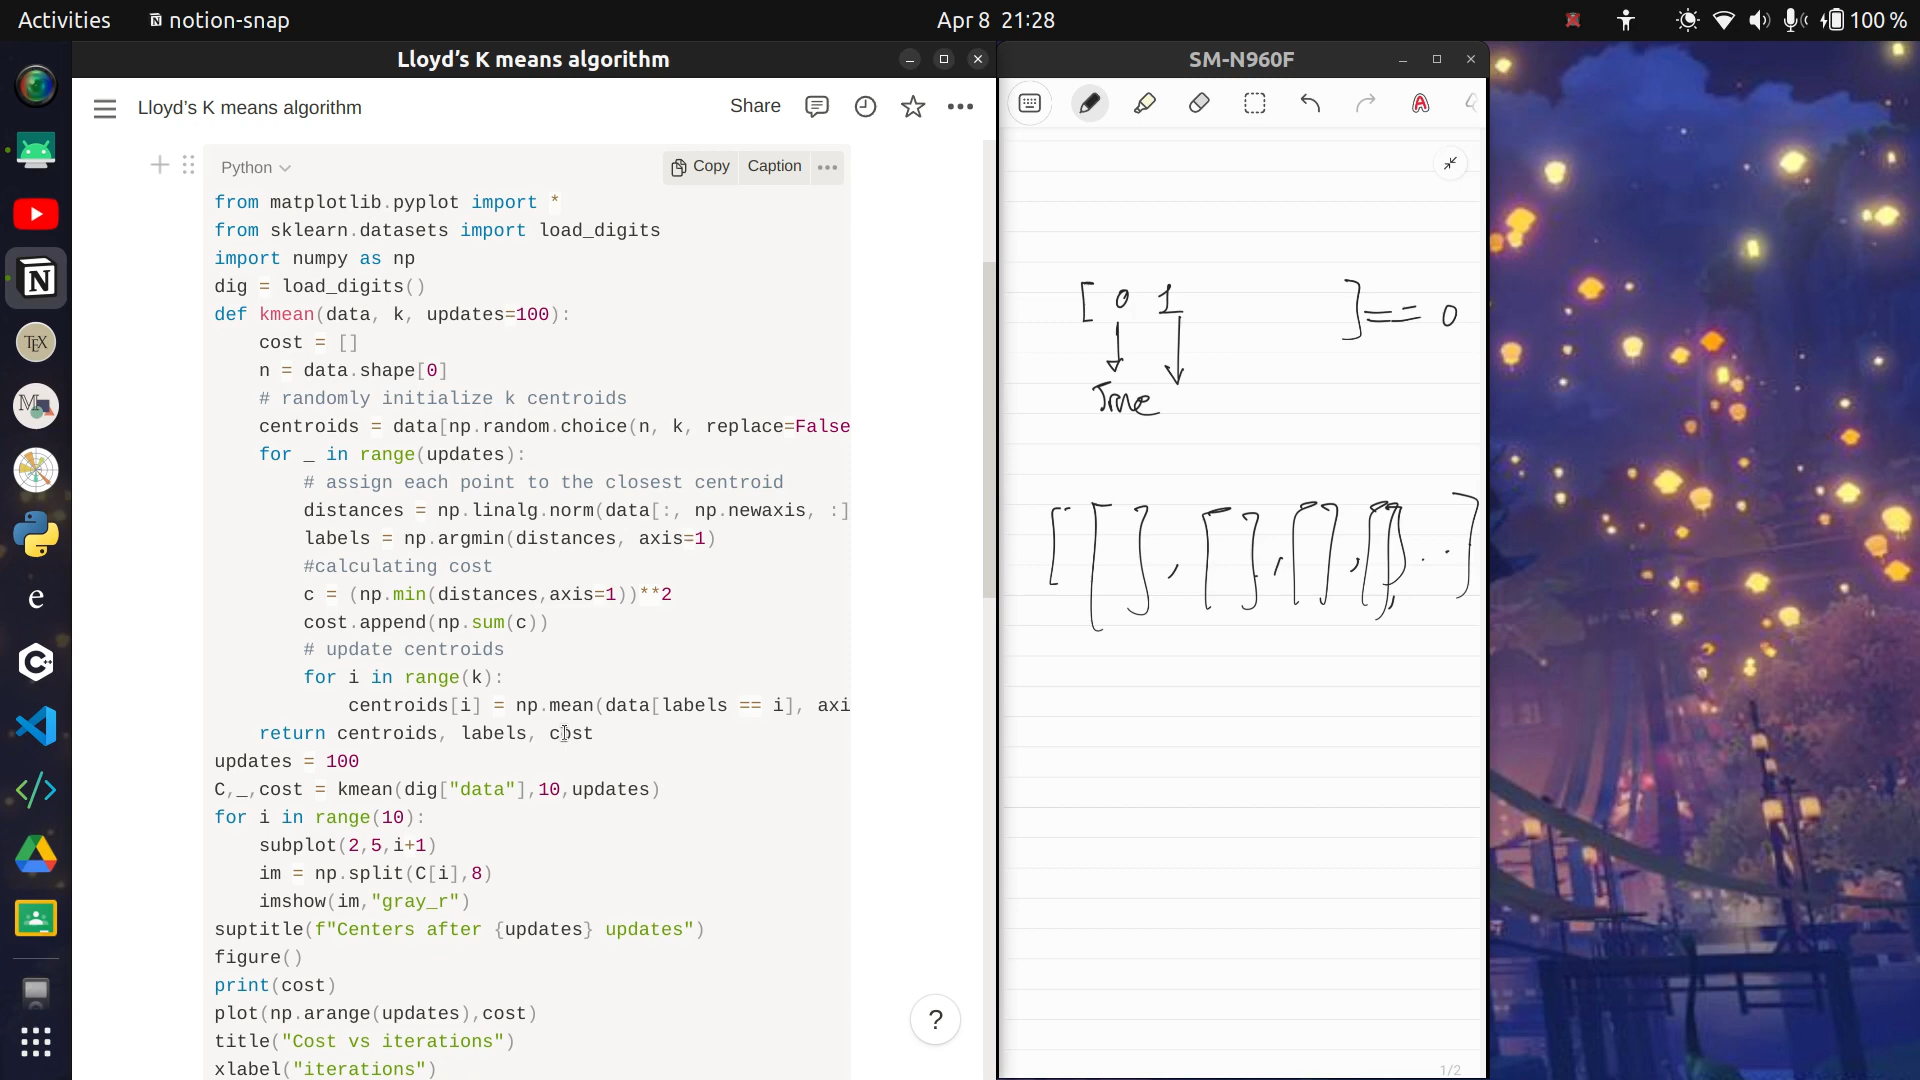 Activities notion-snap Apr 8 21:28 100 %
Lloyd’s K means algorithm
Lloyd’s K means algorithm Share
Python Copy Caption
from matplotlib.pyplot import *
from sklearn.datasets import load_digits
import numpy as np
dig = load_digits()
def kmean(data, k, updates=100):
    cost = []
    n = data.shape[0]
    # randomly initialize k centroids
    centroids = data[np.random.choice(n, k, replace=False
    for _ in range(updates):
        # assign each point to the closest centroid
        distances = np.linalg.norm(data[:, np.newaxis, :]
        labels = np.argmin(distances, axis=1)
        #calculating cost
        c = (np.min(distances,axis=1))**2
        cost.append(np.sum(c))
        # update centroids
        for i in range(k):
            centroids[i] = np.mean(data[labels == i], axi
    return centroids, labels, cost
updates = 100
C,_,cost = kmean(dig["data"],10,updates)
for i in range(10):
    subplot(2,5,i+1)
    im = np.split(C[i],8)
    imshow(im,"gray_r")
suptitle(f"Centers after {updates} updates")
figure()
print(cost)
plot(np.arange(updates),cost)
title("Cost vs iterations")
xlabel("iterations")
?
SM-N960F
[ 0 1 ] == 0
True
[[ ], [ ], [ ], [ ], . . ]
1/2
TEX
e